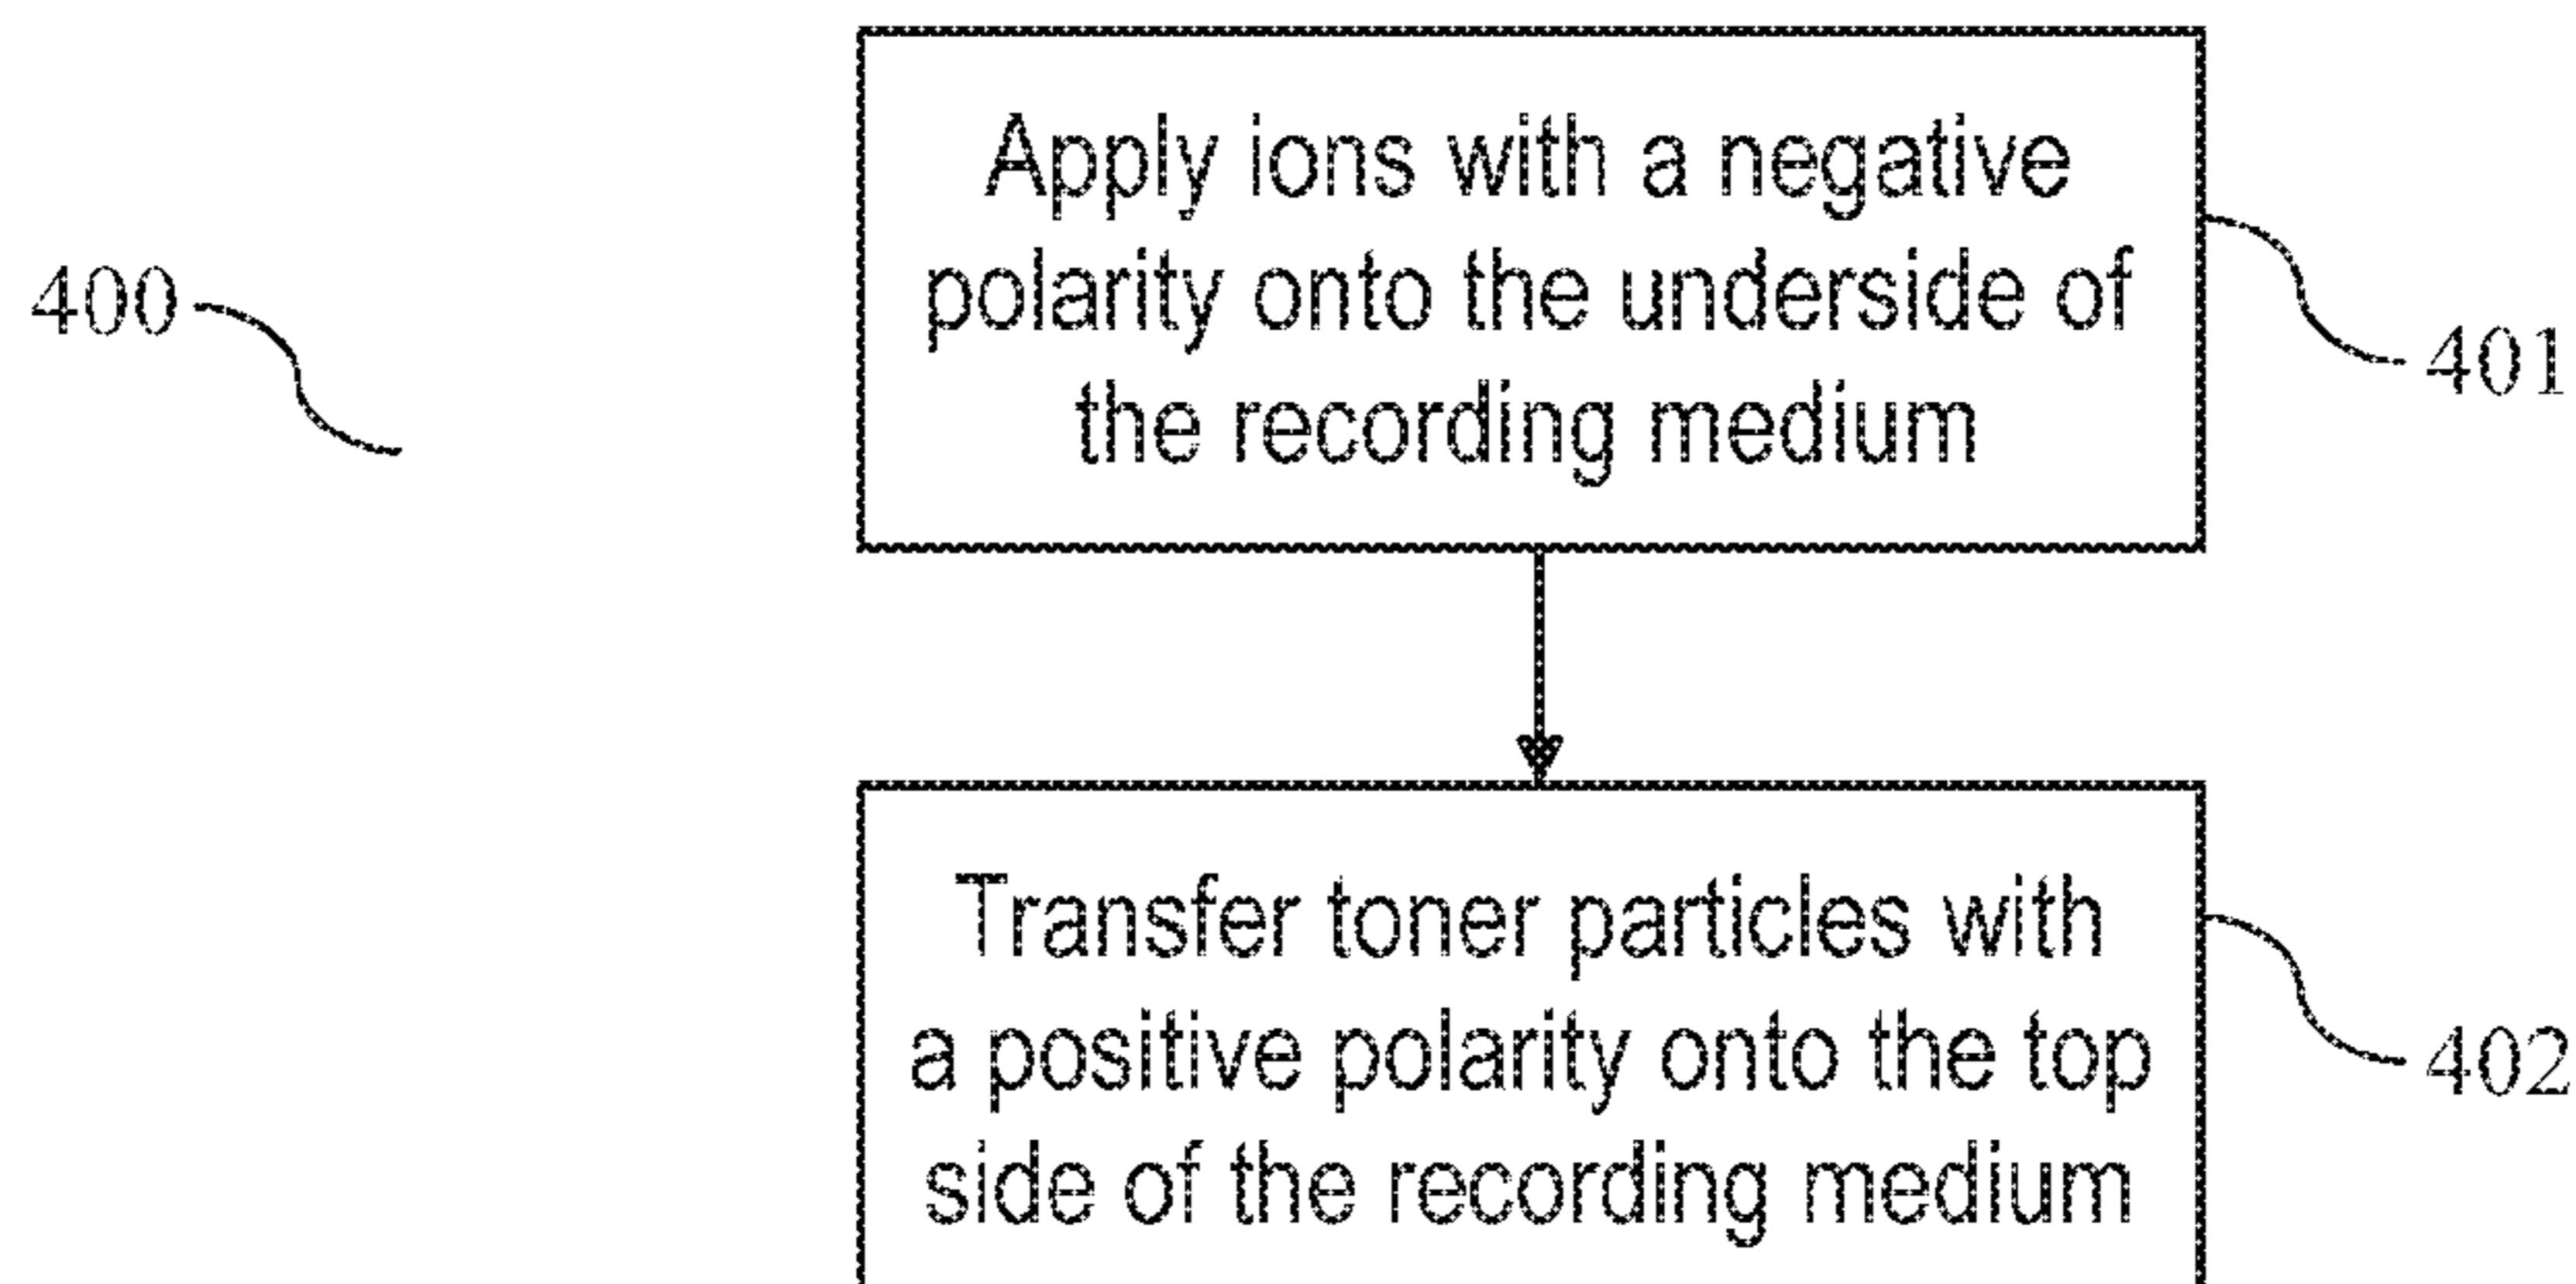 Apply ions with a negative
polarity onto the underside of
the recording medium
400
401
Transfer toner particles with
a positive polarity onto the top
side of the recording medium
402